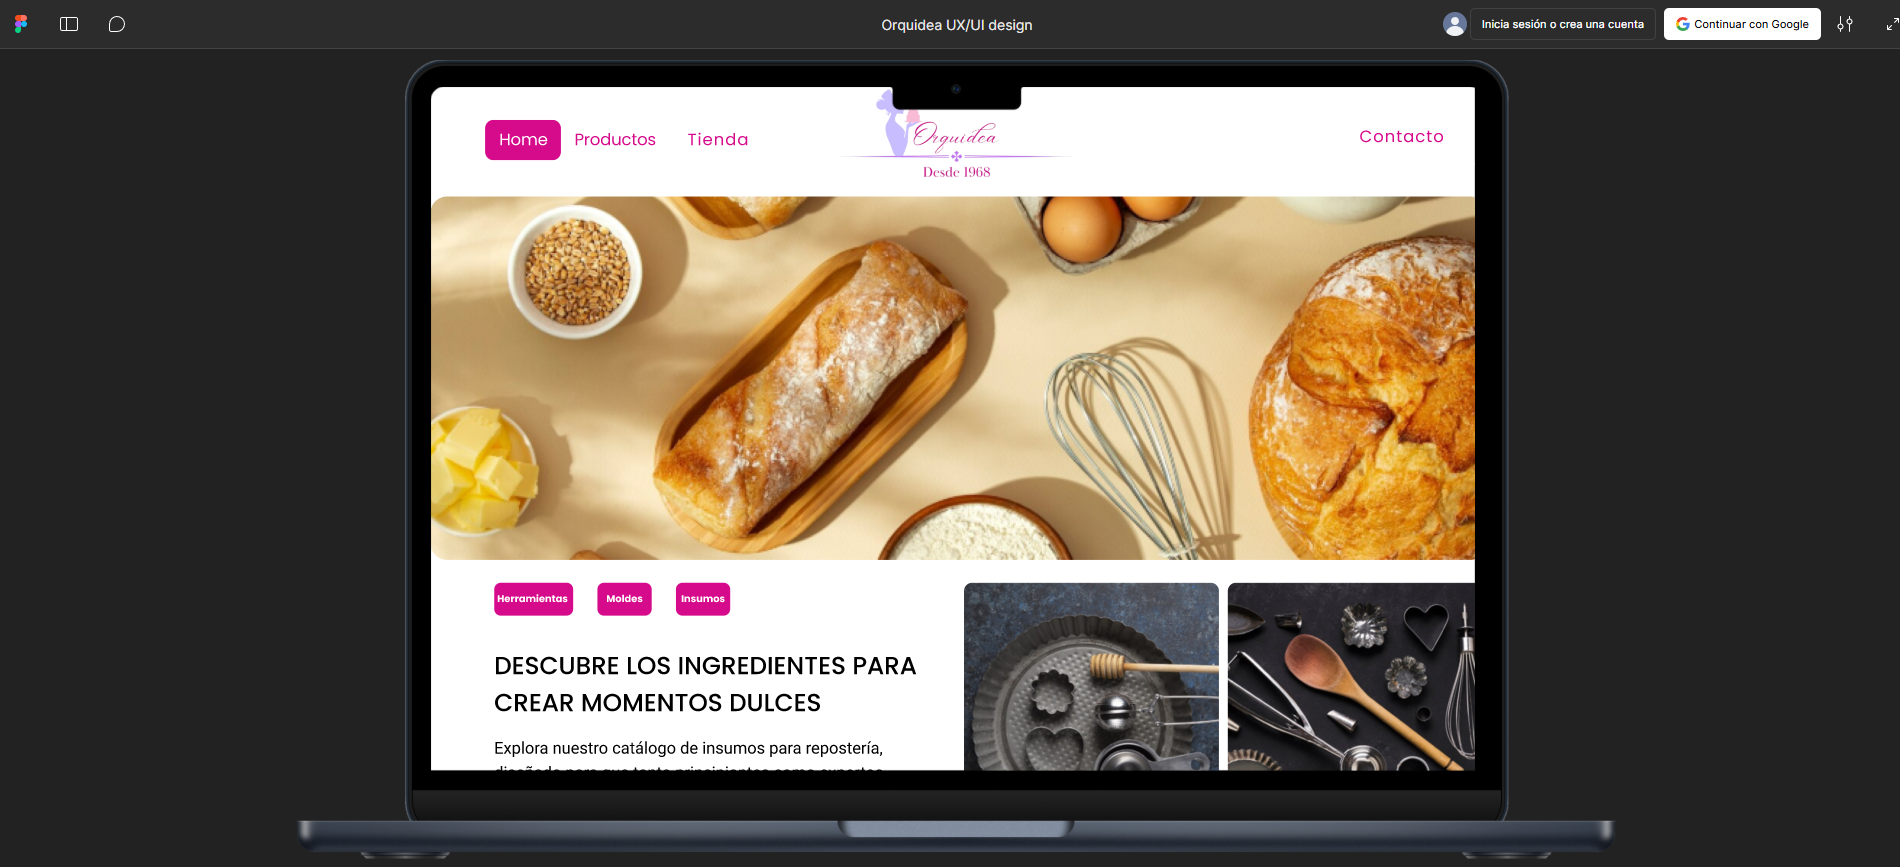 Orquidea UX/UI design
Inicia sesión o crea una cuenta
Continuar con Google
Home Productos Tienda
Orquidea
Desde 1968
Contacto
Herramientas Moldes Insumos
DESCUBRE LOS INGREDIENTES PARA
CREAR MOMENTOS DULCES
Explora nuestro catálogo de insumos para repostería,